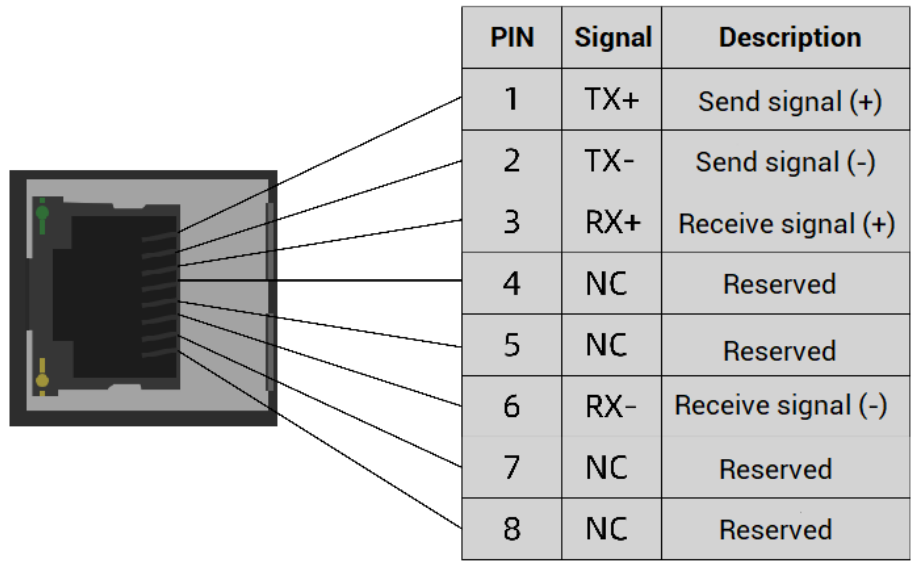 PIN Signal Description
1 TX+ Send signal (+)
2 TX- Send signal (-)
3 RX+ Receive signal (+)
4 NC Reserved
5 NC Reserved
6 RX- Receive signal (-)
7 NC Reserved
8 NC Reserved